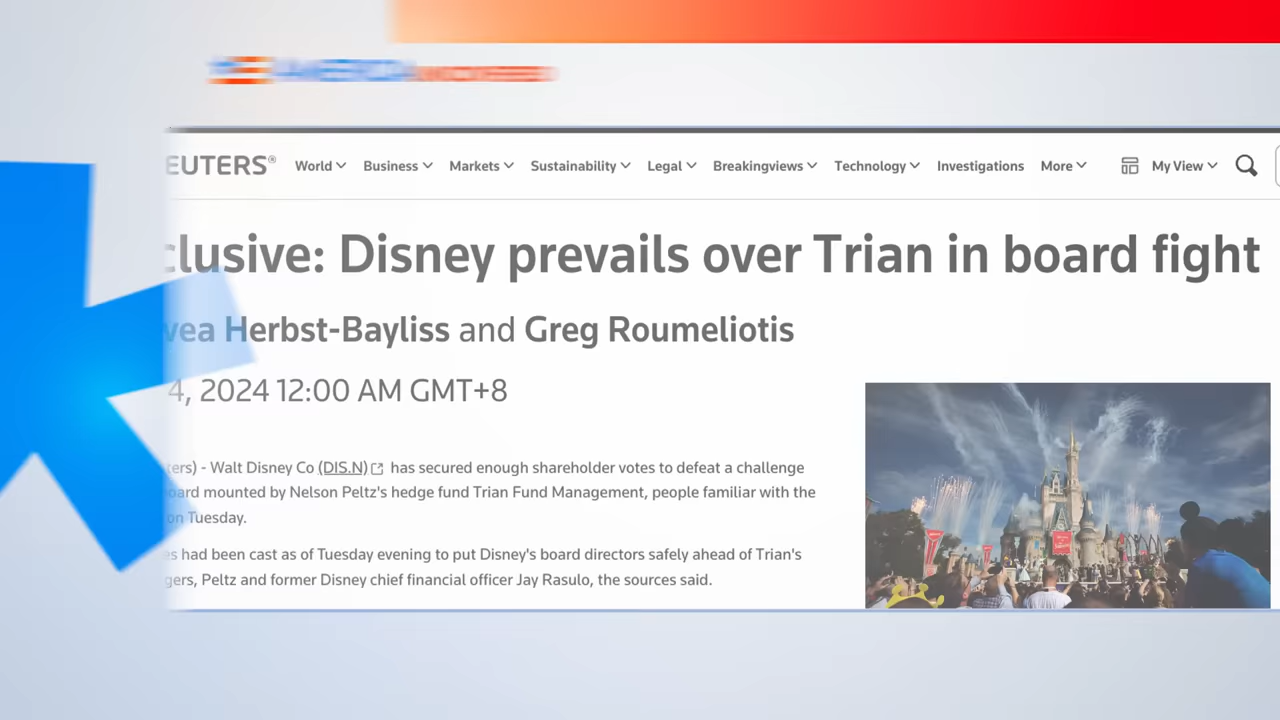 EUTERS® World Business Markets Sustainability Legal Breakingviews Technology Investigations More My View
clusive: Disney prevails over Trian in board fight
vea Herbst-Bayliss and Greg Roumeliotis
4, 2024 12:00 AM GMT+8
ters) - Walt Disney Co (DIS.N) has secured enough shareholder votes to defeat a challenge
oard mounted by Nelson Peltz's hedge fund Trian Fund Management, people familiar with the
on Tuesday.
es had been cast as of Tuesday evening to put Disney's board directors safely ahead of Trian's
gers, Peltz and former Disney chief financial officer Jay Rasulo, the sources said.